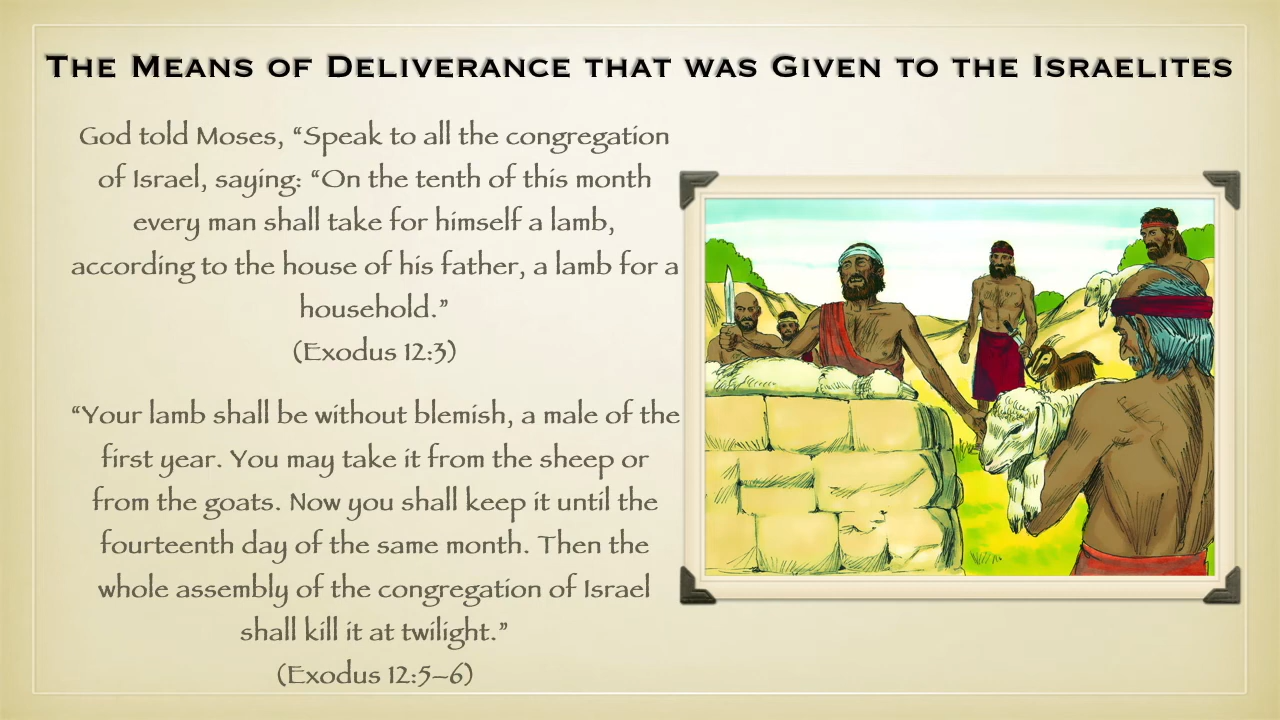 The Means of Deliverance that was Given to the Israelites
God told Moses, “Speak to all the congregation
of Israel, saying: “On the tenth of this month
every man shall take for himself a lamb,
according to the house of his father, a lamb for a
household.”
(Exodus 12:3)
“Your lamb shall be without blemish, a male of the
first year. You may take it from the sheep or
from the goats. Now you shall keep it until the
fourteenth day of the same month. Then the
whole assembly of the congregation of Israel
shall kill it at twilight.”
(Exodus 12:5–6)